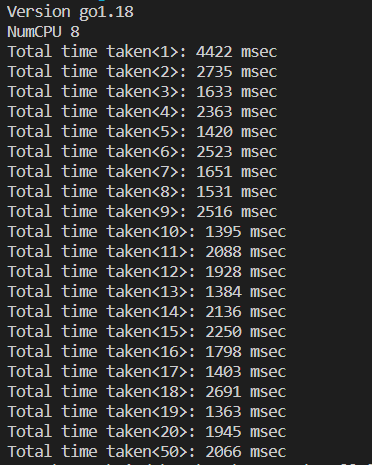 Version go1.18
NumCPU 8
Total time taken<1>: 4422 msec
Total time taken<2>: 2735 msec
Total time taken<3>: 1633 msec
Total time taken<4>: 2363 msec
Total time taken<5>: 1420 msec
Total time taken<6>: 2523 msec
Total time taken<7>: 1651 msec
Total time taken<8>: 1531 msec
Total time taken<9>: 2516 msec
Total time taken<10>: 1395 msec
Total time taken<11>: 2088 msec
Total time taken<12>: 1928 msec
Total time taken<13>: 1384 msec
Total time taken<14>: 2136 msec
Total time taken<15>: 2250 msec
Total time taken<16>: 1798 msec
Total time taken<17>: 1403 msec
Total time taken<18>: 2691 msec
Total time taken<19>: 1363 msec
Total time taken<20>: 1945 msec
Total time taken<50>: 2066 msec